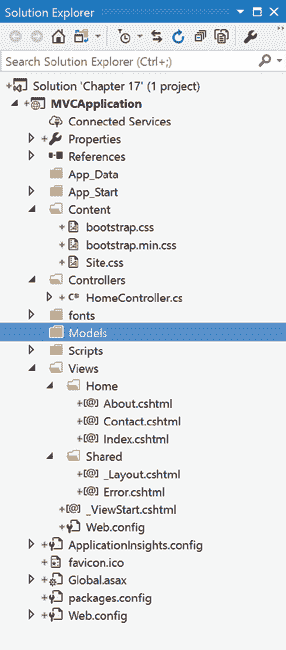 Solution Explorer
Search Solution Explorer (Ctrl+;)
Solution 'Chapter 17' (1 project)
MVCApplication
Connected Services
Properties
References
App_Data
App_Start
Content
bootstrap.css
bootstrap.min.css
Site.css
Controllers
C# HomeController.cs
fonts
Models
Scripts
Views
Home
[@] About.cshtml
[@] Contact.cshtml
[@] Index.cshtml
Shared
[@] _Layout.cshtml
[@] Error.cshtml
[@] _ViewStart.cshtml
Web.config
ApplicationInsights.config
favicon.ico
Global.asax
packages.config
Web.config